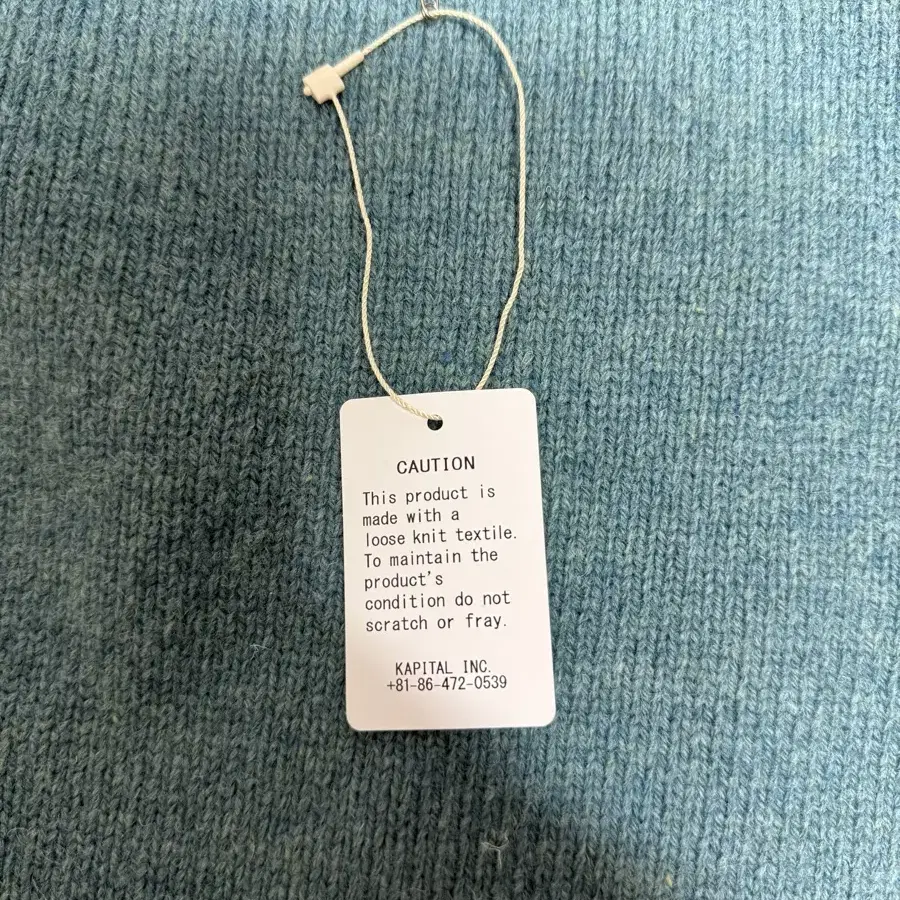 CAUTION
This product is
made with a
loose knit textile.
To maintain the
product's
condition do not
scratch or fray.
KAPITAL INC.
+81-86-472-0539